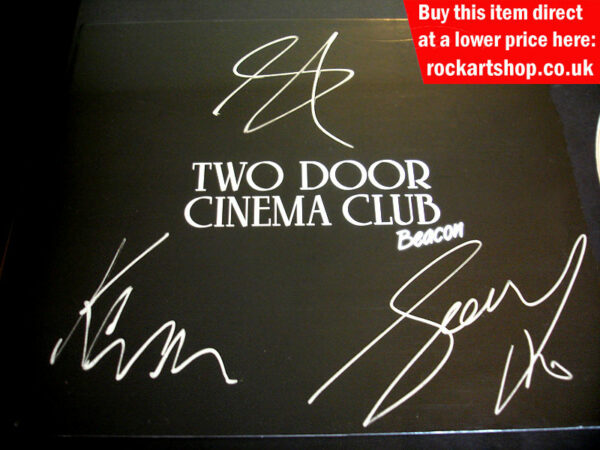 Buy this item direct
at a lower price here:
rockartshop.co.uk
TWO DOOR
CINEMA CLUB
Beacon